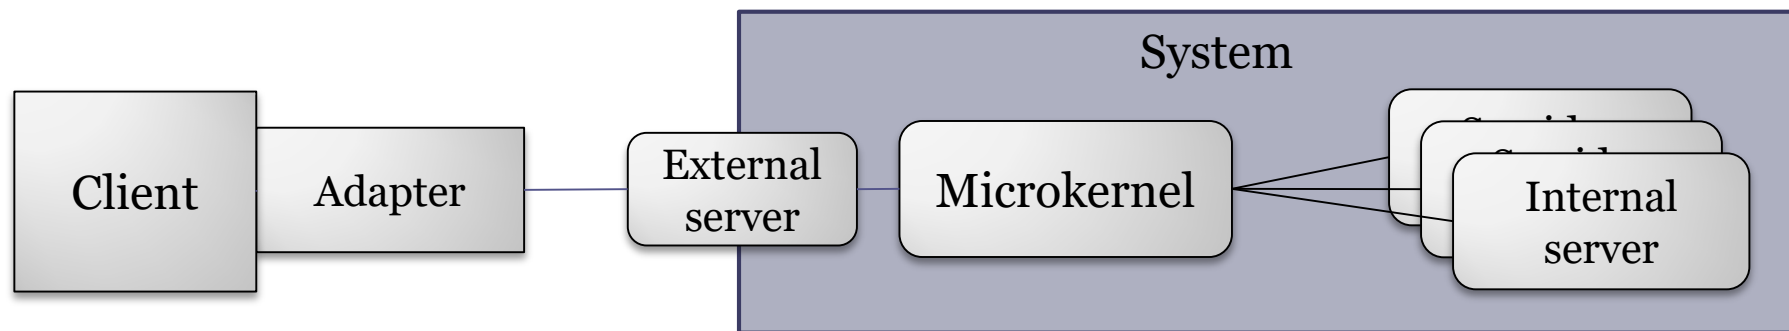 System
Client
Adapter
External
server
Microkernel
Internal
server